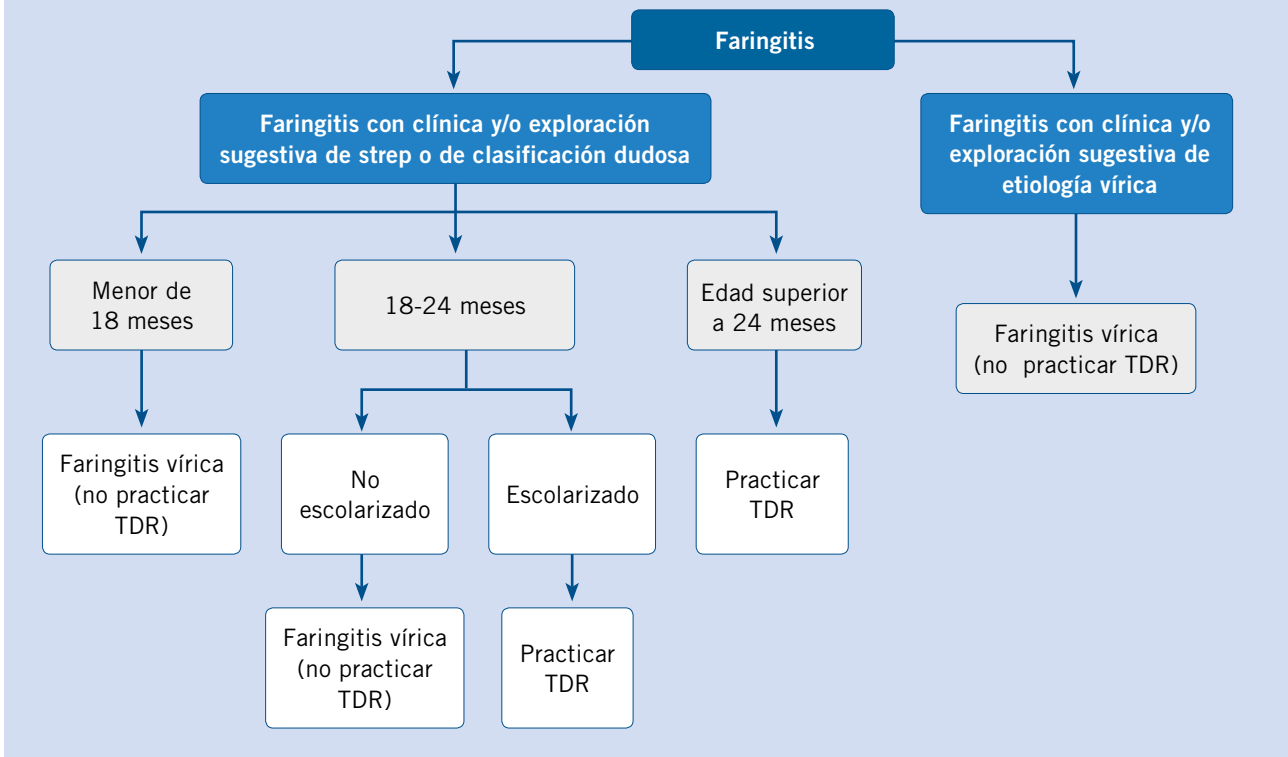 Faringitis
Faringitis con clínica y/o exploración
sugestiva de strep o de clasificación dudosa
Faringitis con clínica y/o
exploración sugestiva de
etiología vírica
Menor de
18 meses
18-24 meses
Edad superior
a 24 meses
Faringitis vírica
(no practicar TDR)
Faringitis vírica
(no practicar
TDR)
No
escolarizado
Escolarizado
Practicar
TDR
Faringitis vírica
(no practicar
TDR)
Practicar
TDR